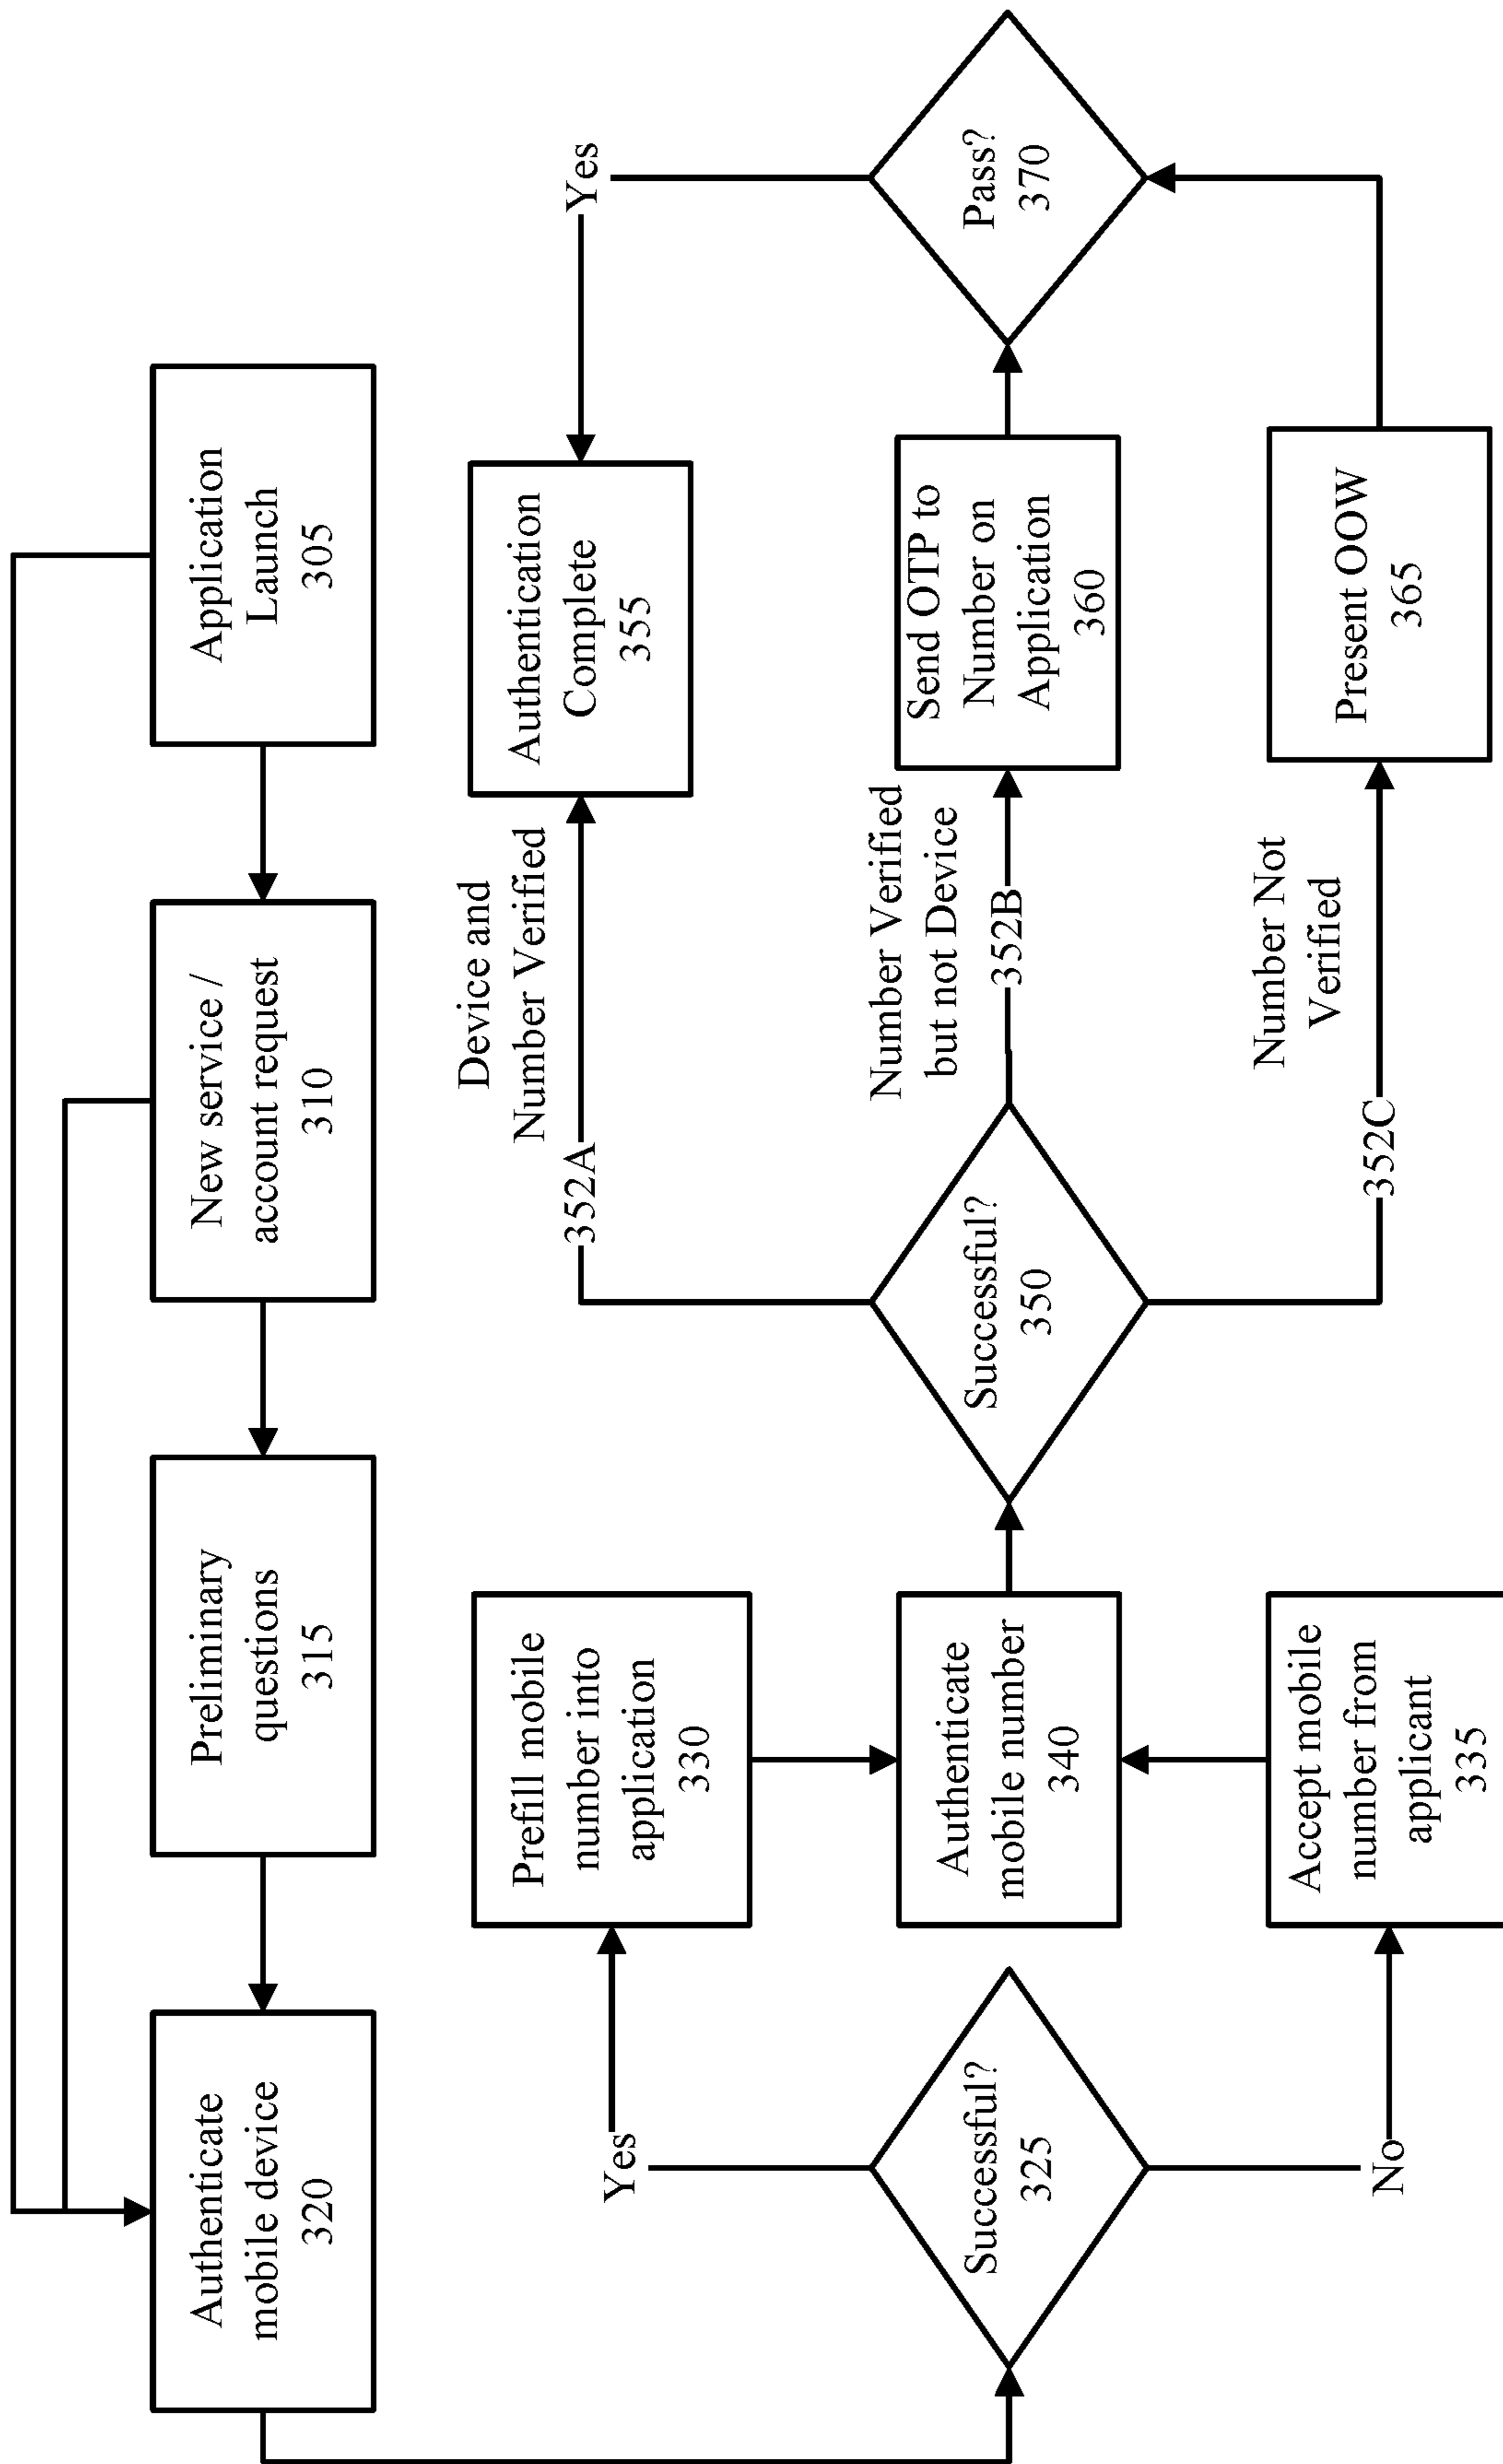 Application
Launch
305
New service /
account request
310
Preliminary
questions
315
Authenticate
mobile device
320
Successful?
325
Yes
No
Prefill mobile
number into
application
330
Authenticate
mobile number
340
Accept mobile
number from
applicant
335
Successful?
350
352A
Device and
Number Verified
Number Verified
but not Device
352B
Number Not
Verified
352C
Authentication
Complete
355
Send OTP to
Number on
Application
360
Present OOW
365
Yes
Pass?
370